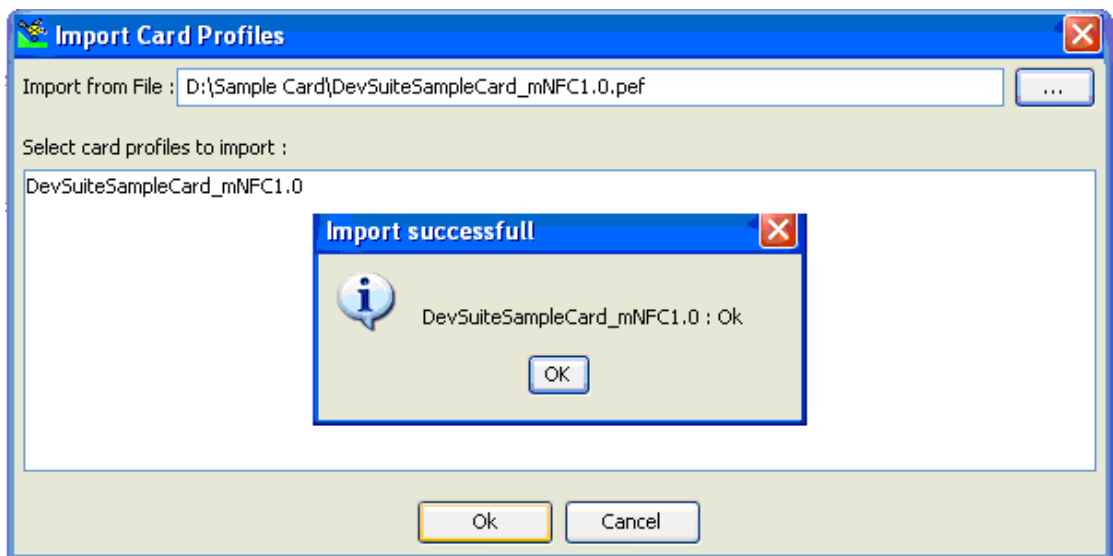 Import Card Profiles
Import from File : D:\Sample Card\DevSuiteSampleCard_mNFC1.0.pef ...
Select card profiles to import :
DevSuiteSampleCard_mNFC1.0
Import successfull
DevSuiteSampleCard_mNFC1.0 : Ok
OK
Ok Cancel